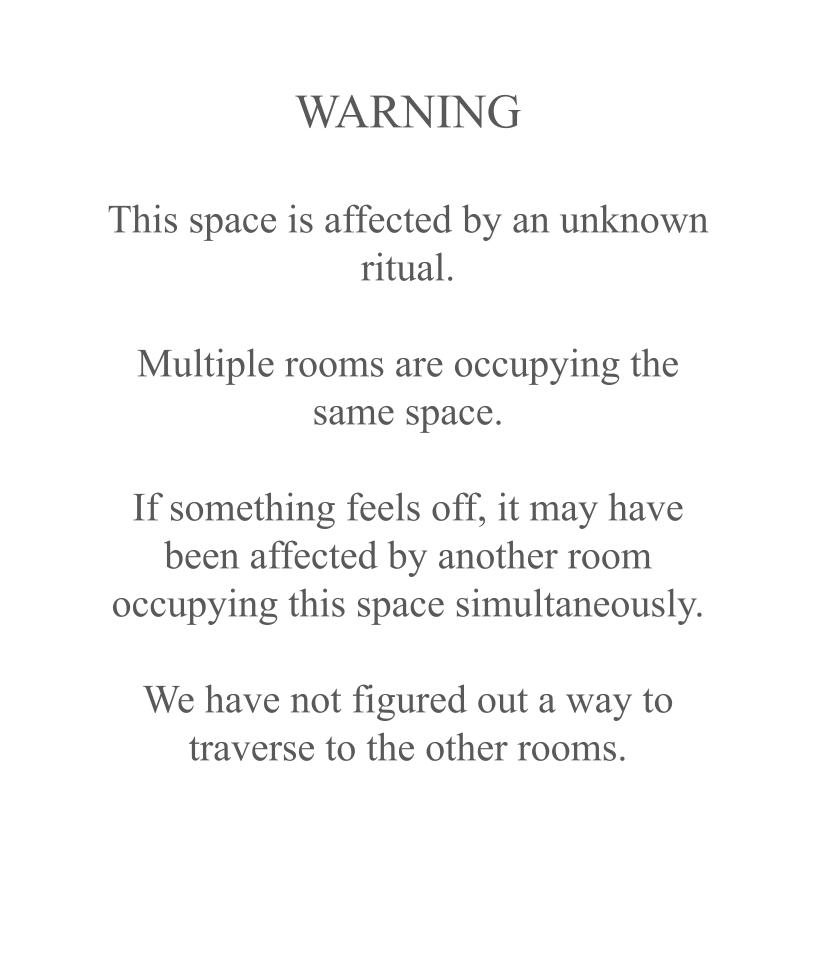 WARNING
This space is affected by an unknown
ritual.
Multiple rooms are occupying the
same space.
If something feels off, it may have
been affected by another room
occupying this space simultaneously.
We have not figured out a way to
traverse to the other rooms.